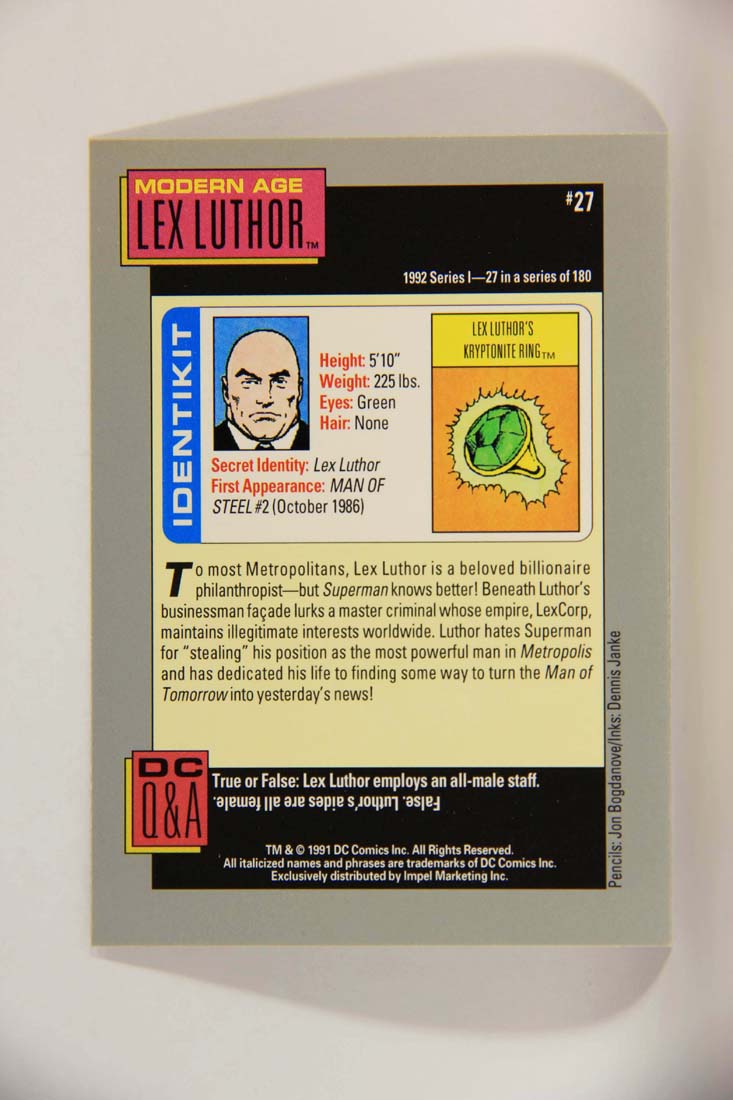 MODERN AGE
LEX LUTHOR™
#27
1992 Series I—27 in a series of 180
IDENTIKIT
Height: 5'10"
Weight: 225 lbs.
Eyes: Green
Hair: None
Secret Identity: Lex Luthor
First Appearance: MAN OF
STEEL #2 (October 1986)
LEX LUTHOR'S
KRYPTONITE RING™
To most Metropolitans, Lex Luthor is a beloved billionaire
philanthropist—but Superman knows better! Beneath Luthor's
businessman façade lurks a master criminal whose empire, LexCorp,
maintains illegitimate interests worldwide. Luthor hates Superman
for “stealing” his position as the most powerful man in Metropolis
and has dedicated his life to finding some way to turn the Man of
Tomorrow into yesterday's news!
DC
Q&A
True or False: Lex Luthor employs an all-male staff.
False. Luthor's aides are all female.
TM & © 1991 DC Comics Inc. All Rights Reserved.
All italicized names and phrases are trademarks of DC Comics Inc.
Exclusively distributed by Impel Marketing Inc.
Pencils: Jon Bogdanove/Inks: Dennis Janke